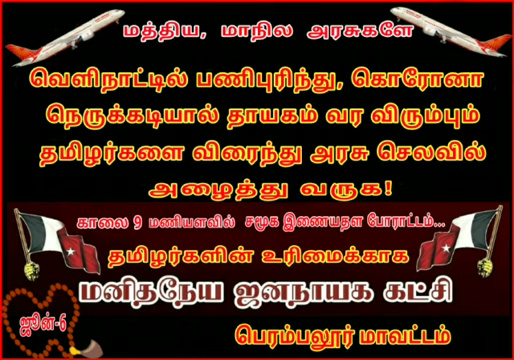 மத்திய, மாநில அரசுகளே
வெளிநாட்டில் பணிபுரிந்து, கொரோனா
நெருக்கடியால் தாயகம் வர விரும்பும்
தமிழர்களை விரைந்து அரசு செலவில்
அழைத்து வருக!
காலை 9 மணியளவில் சமூக இணையதள போராட்டம்...
தமிழர்களின் உரிமைக்காக
மனிதநேய ஜனநாயக கட்சி
ஜூன்-6
பெரம்பலூர் மாவட்டம்